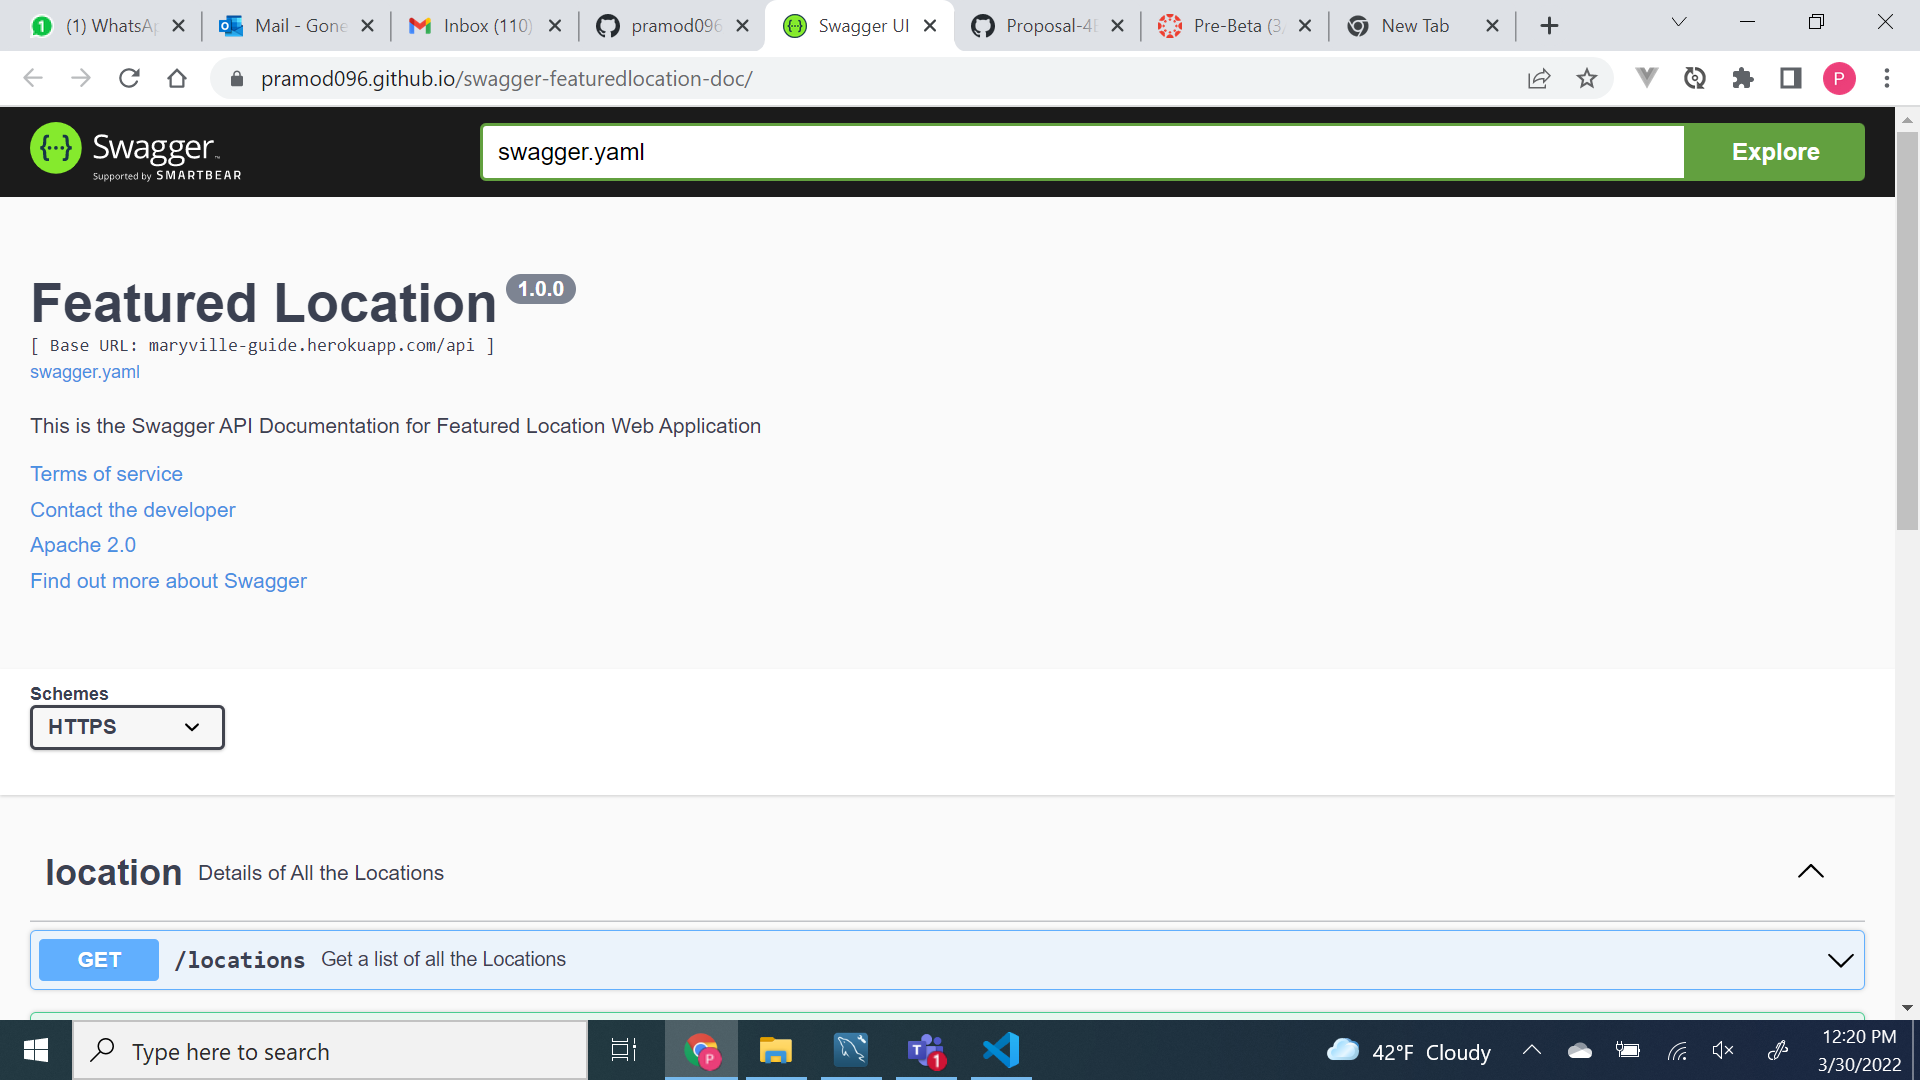 (1) WhatsAp
Mail - Gone
Inbox (110)
pramod096
Swagger UI
Proposal-4E
Pre-Beta (3/
New Tab
pramod096.github.io/swagger-featuredlocation-doc/
P
Swagger
Supported by SMARTBEAR
swagger.yaml
Explore
Featured Location 1.0.0
[ Base URL: maryville-guide.herokuapp.com/api ]
swagger.yaml
This is the Swagger API Documentation for Featured Location Web Application
Terms of service
Contact the developer
Apache 2.0
Find out more about Swagger
Schemes
HTTPS
location Details of All the Locations
GET /locations Get a list of all the Locations
Type here to search
42°F Cloudy
12:20 PM
3/30/2022